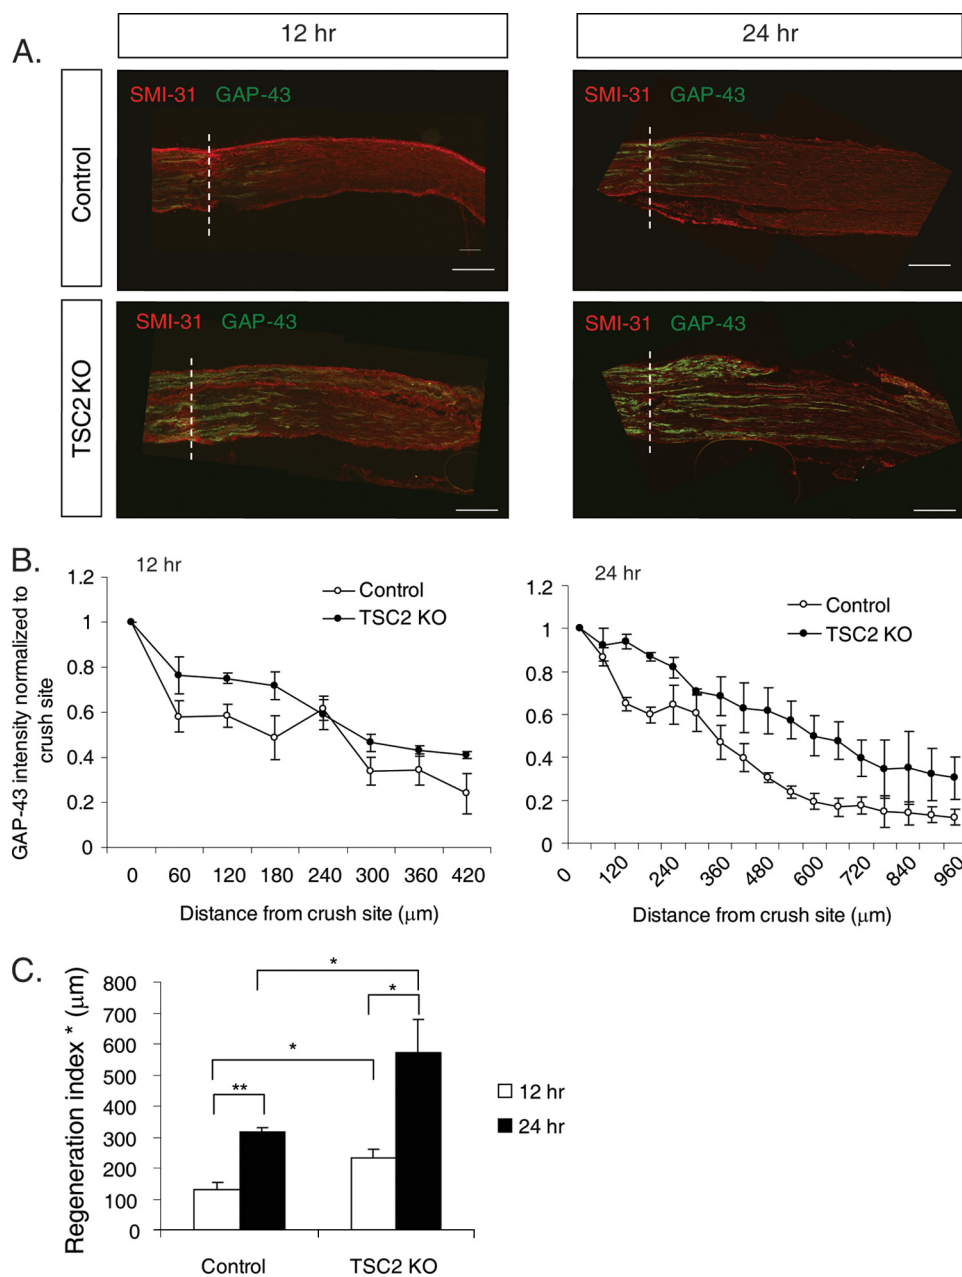 12 hr
24 hr
A.
Control
SMI-31 GAP-43
SMI-31 GAP-43
TSC2 KO
SMI-31 GAP-43
SMI-31 GAP-43
B.
12 hr
GAP-43 intensity normalized to
crush site
1.2
1
0.8
0.6
0.4
0.2
0
Control
TSC2 KO
0 60 120 180 240 300 360 420
Distance from crush site (μm)
24 hr
1.2
1
0.8
0.6
0.4
0.2
0
Control
TSC2 KO
0 120 240 360 480 600 720 840 960
Distance from crush site (μm)
C.
Regeneration index * (μm)
800
700
600
500
400
300
200
100
0
*
*
*
**
12 hr
24 hr
Control TSC2 KO